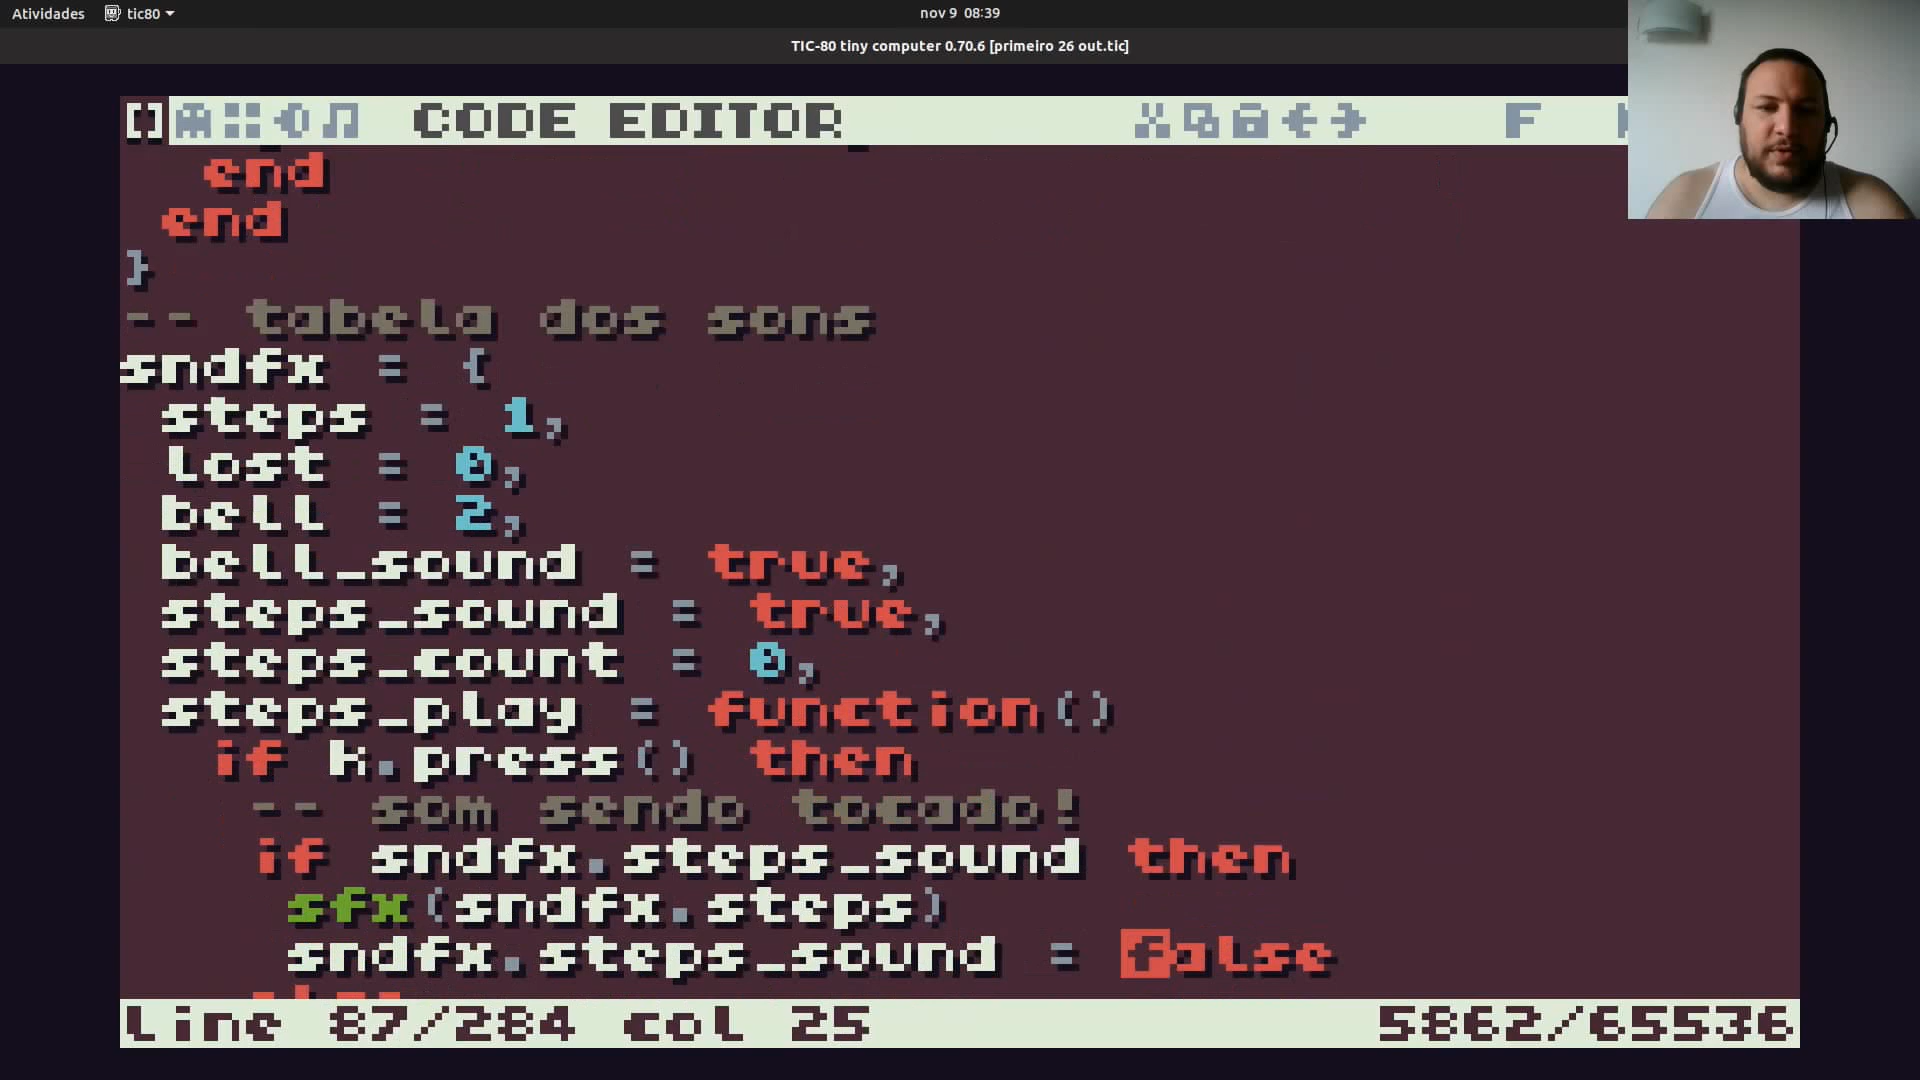 Atividades tic80 nov 9 08:39
TIC-80 tiny computer 0.70.6 [primeiro 26 out.tic]
CODE EDITOR F
end
end
}
-- tabela dos sons
sndfx = {
steps = 1,
lost = 0,
bell = 2,
bell_sound = true,
steps_sound = true,
steps_count = 0,
steps_play = function()
if k.press() then
-- som sendo tocado!
if sndfx.steps_sound then
sfx(sndfx.steps)
sndfx.steps_sound = false
line 87/284 col 25 5862/65536